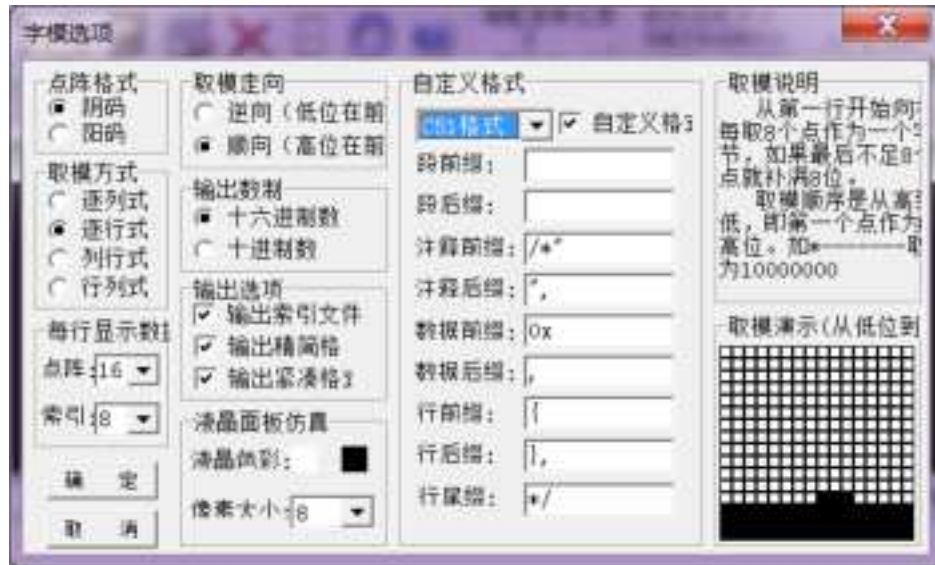 字模选项
点阵格式
阴码
阳码
取模方式
逐列式
逐行式
列行式
行列式
每行显示数据
点阵:16
索引:8
确 定
取 消
取模走向
逆向（低位在前
顺向（高位在前
输出数制
十六进制数
十进制数
输出选项
输出索引文件
输出精简格
输出紧凑格式
液晶面板仿真
液晶色彩:
像素大小:8
自定义格式
C51格式
自定义格式
段前缀:
段后缀:
注释前缀: /*"
注释后缀: ",
数据前缀: 0x
数据后缀: ,
行前缀: {
行后缀: },
行尾缀: */
取模说明
从第一行开始向
每取8个点作为一个字
节，如果最后不足8个
点就补满8位。
取模顺序是从高到
低，即第一个点作为
高位。如*-------取
为10000000
取模演示(从低位到